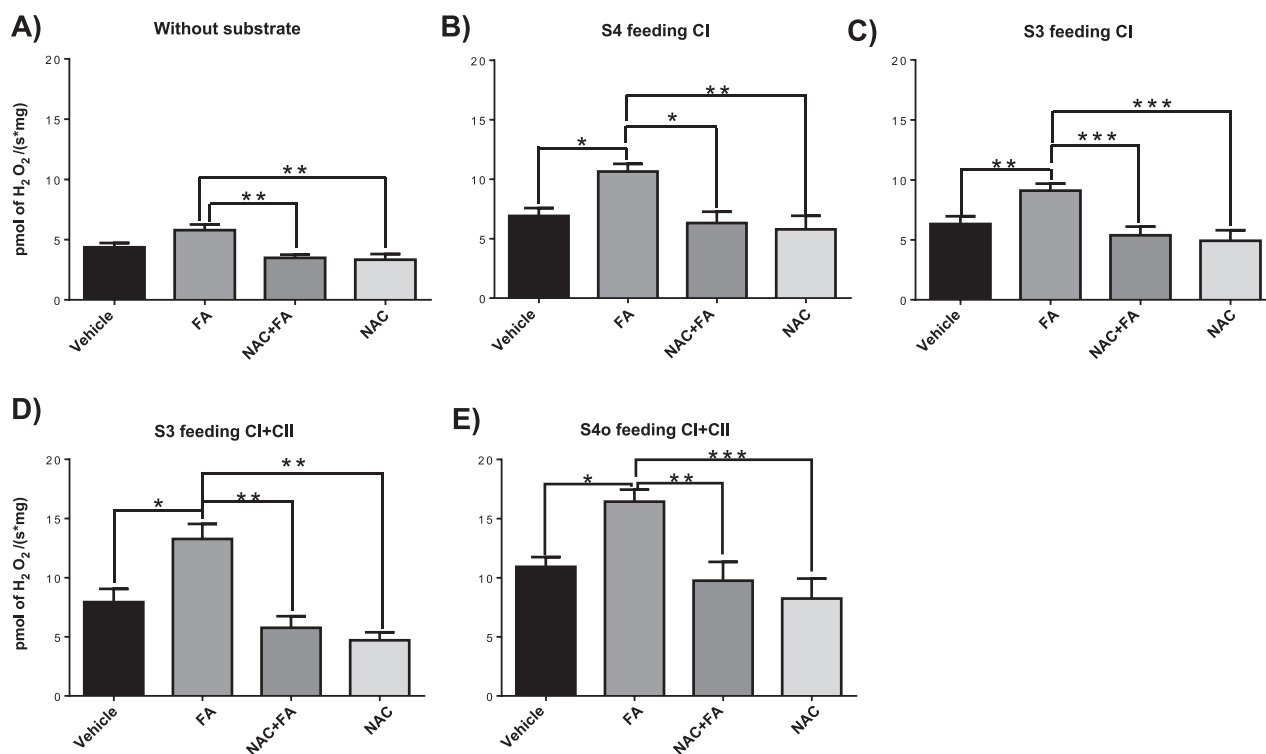 A)
Without substrate
pmol of H2O2/(s*mg)
20
15
10
5
0
**
**
Vehicle
FA
NAC+FA
NAC
B)
S4 feeding CI
20
15
10
5
0
**
*
*
Vehicle
FA
NAC+FA
NAC
C)
S3 feeding CI
20
15
10
5
0
***
***
**
Vehicle
FA
NAC+FA
NAC
D)
S3 feeding CI+CII
pmol of H2O2/(s*mg)
20
15
10
5
0
**
**
*
Vehicle
FA
NAC+FA
NAC
E)
S4o feeding CI+CII
20
15
10
5
0
***
**
*
Vehicle
FA
NAC+FA
NAC